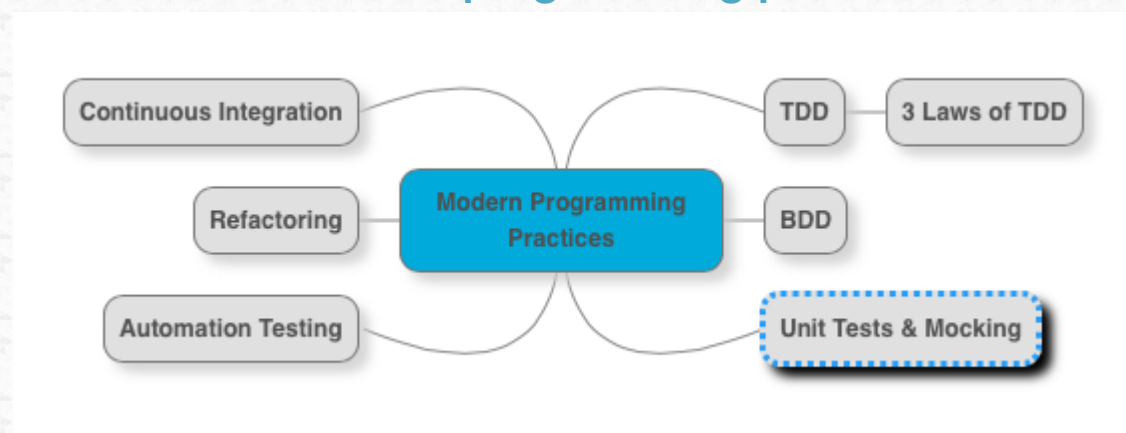 Continuous Integration
TDD
3 Laws of TDD
Modern Programming
Practices
Refactoring
BDD
Automation Testing
Unit Tests & Mocking